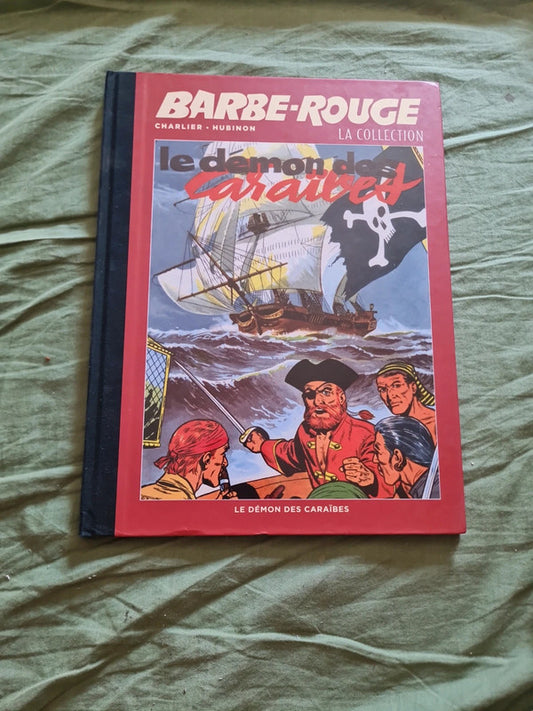 BARBE-ROUGE
CHARLIER • HUBINON
LA COLLECTION
le démon des
Caraïbes
LE DÉMON DES CARAÏBES